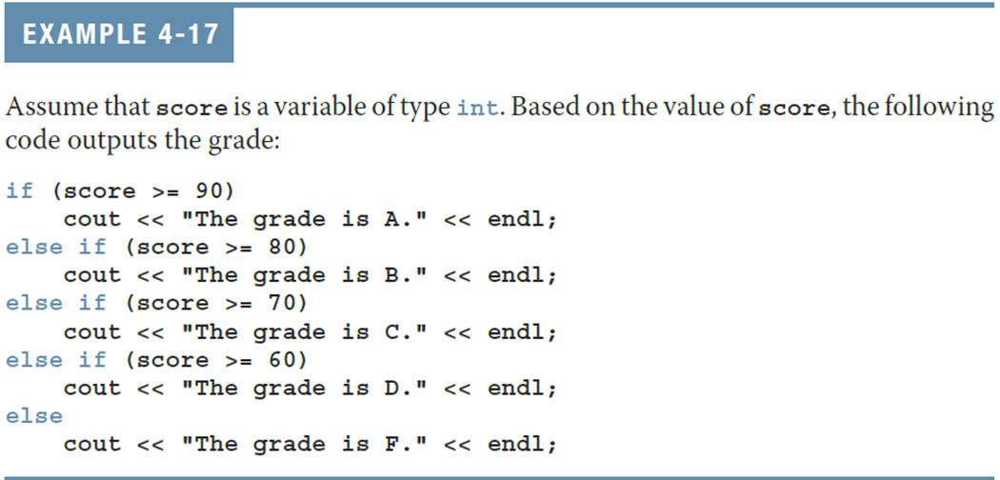 EXAMPLE 4-17
Assume that score is a variable of type int. Based on the value of score, the following
code outputs the grade:
if (score >= 90)
    cout << "The grade is A." << endl;
else if (score >= 80)
    cout << "The grade is B." << endl;
else if (score >= 70)
    cout << "The grade is C." << endl;
else if (score >= 60)
    cout << "The grade is D." << endl;
else
    cout << "The grade is F." << endl;